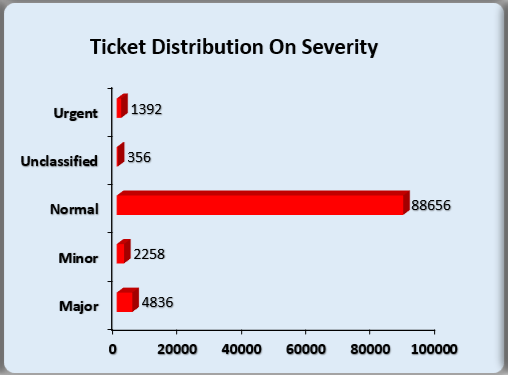 Ticket Distribution On Severity
Urgent 1392
Unclassified 356
Normal 88656
Minor 2258
Major 4836
0 20000 40000 60000 80000 100000